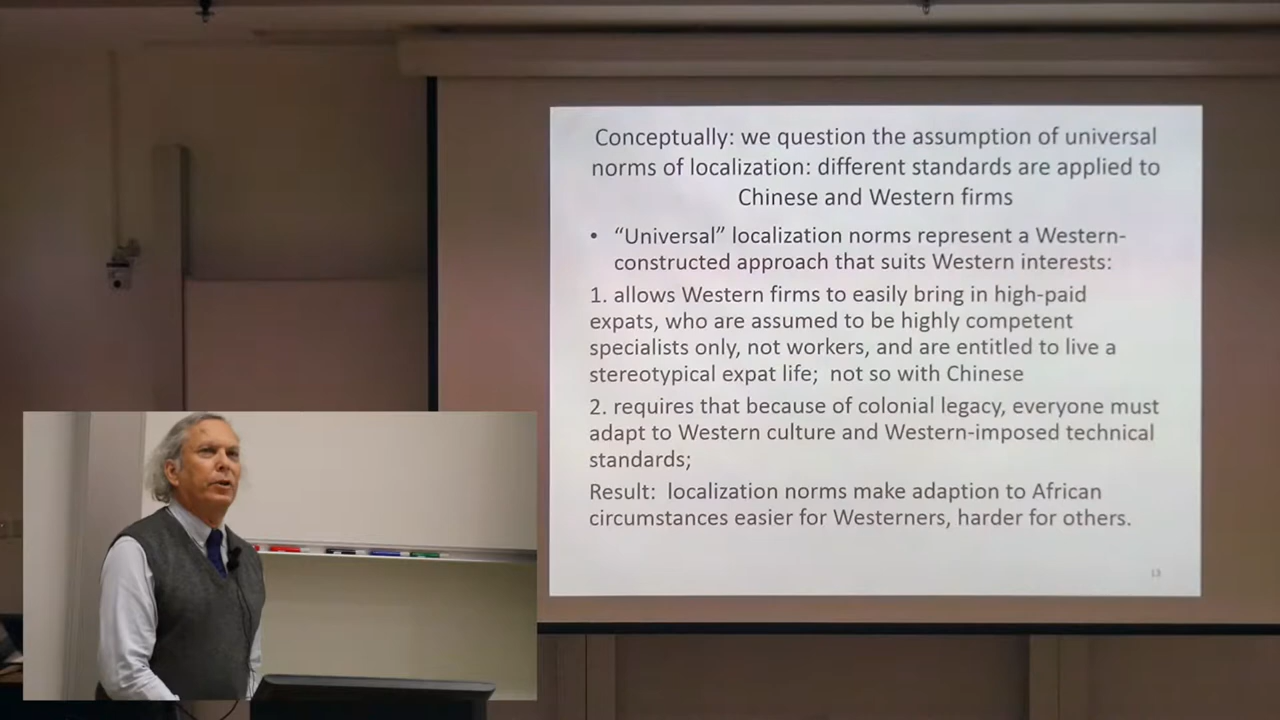 Conceptually: we question the assumption of universal
norms of localization: different standards are applied to
Chinese and Western firms
• “Universal” localization norms represent a Western-
constructed approach that suits Western interests:
1. allows Western firms to easily bring in high-paid
expats, who are assumed to be highly competent
specialists only, not workers, and are entitled to live a
stereotypical expat life;  not so with Chinese
2. requires that because of colonial legacy, everyone must
adapt to Western culture and Western-imposed technical
standards;
Result:  localization norms make adaption to African
circumstances easier for Westerners, harder for others.
13